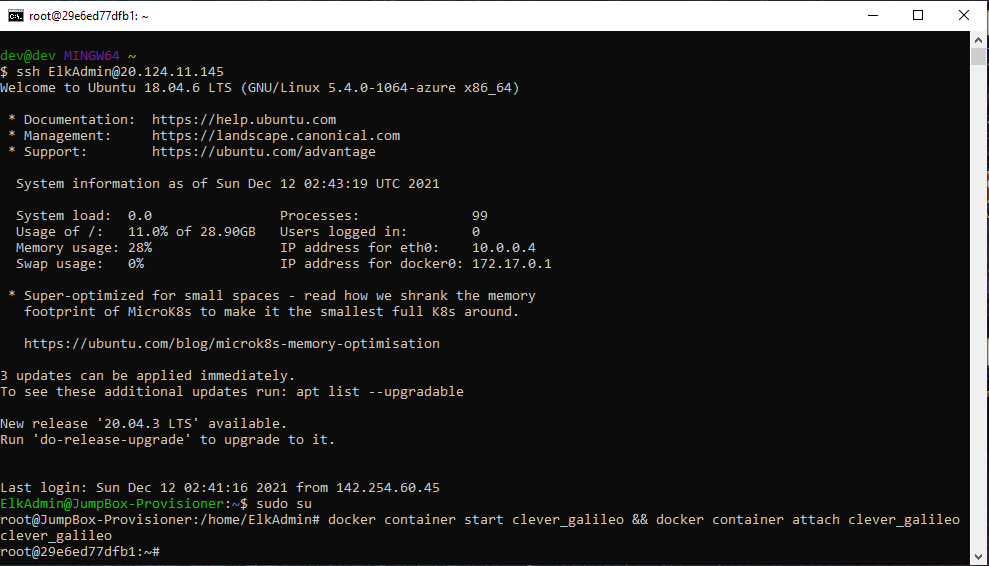 root@29e6ed77dfb1: ~
dev@dev MINGW64 ~
$ ssh ElkAdmin@20.124.11.145
Welcome to Ubuntu 18.04.6 LTS (GNU/Linux 5.4.0-1064-azure x86_64)
* Documentation:  https://help.ubuntu.com
* Management:     https://landscape.canonical.com
* Support:        https://ubuntu.com/advantage
System information as of Sun Dec 12 02:43:19 UTC 2021
System load:  0.0                Processes:              99
Usage of /:   11.0% of 28.90GB   Users logged in:        0
Memory usage: 28%                IP address for eth0:    10.0.0.4
Swap usage:   0%                 IP address for docker0: 172.17.0.1
* Super-optimized for small spaces - read how we shrank the memory
footprint of MicroK8s to make it the smallest full K8s around.
https://ubuntu.com/blog/microk8s-memory-optimisation
3 updates can be applied immediately.
To see these additional updates run: apt list --upgradable
New release '20.04.3 LTS' available.
Run 'do-release-upgrade' to upgrade to it.
Last login: Sun Dec 12 02:41:16 2021 from 142.254.60.45
ElkAdmin@JumpBox-Provisioner:~$ sudo su
root@JumpBox-Provisioner:/home/ElkAdmin# docker container start clever_galileo && docker container attach clever_galileo
clever_galileo
root@29e6ed77dfb1:~#